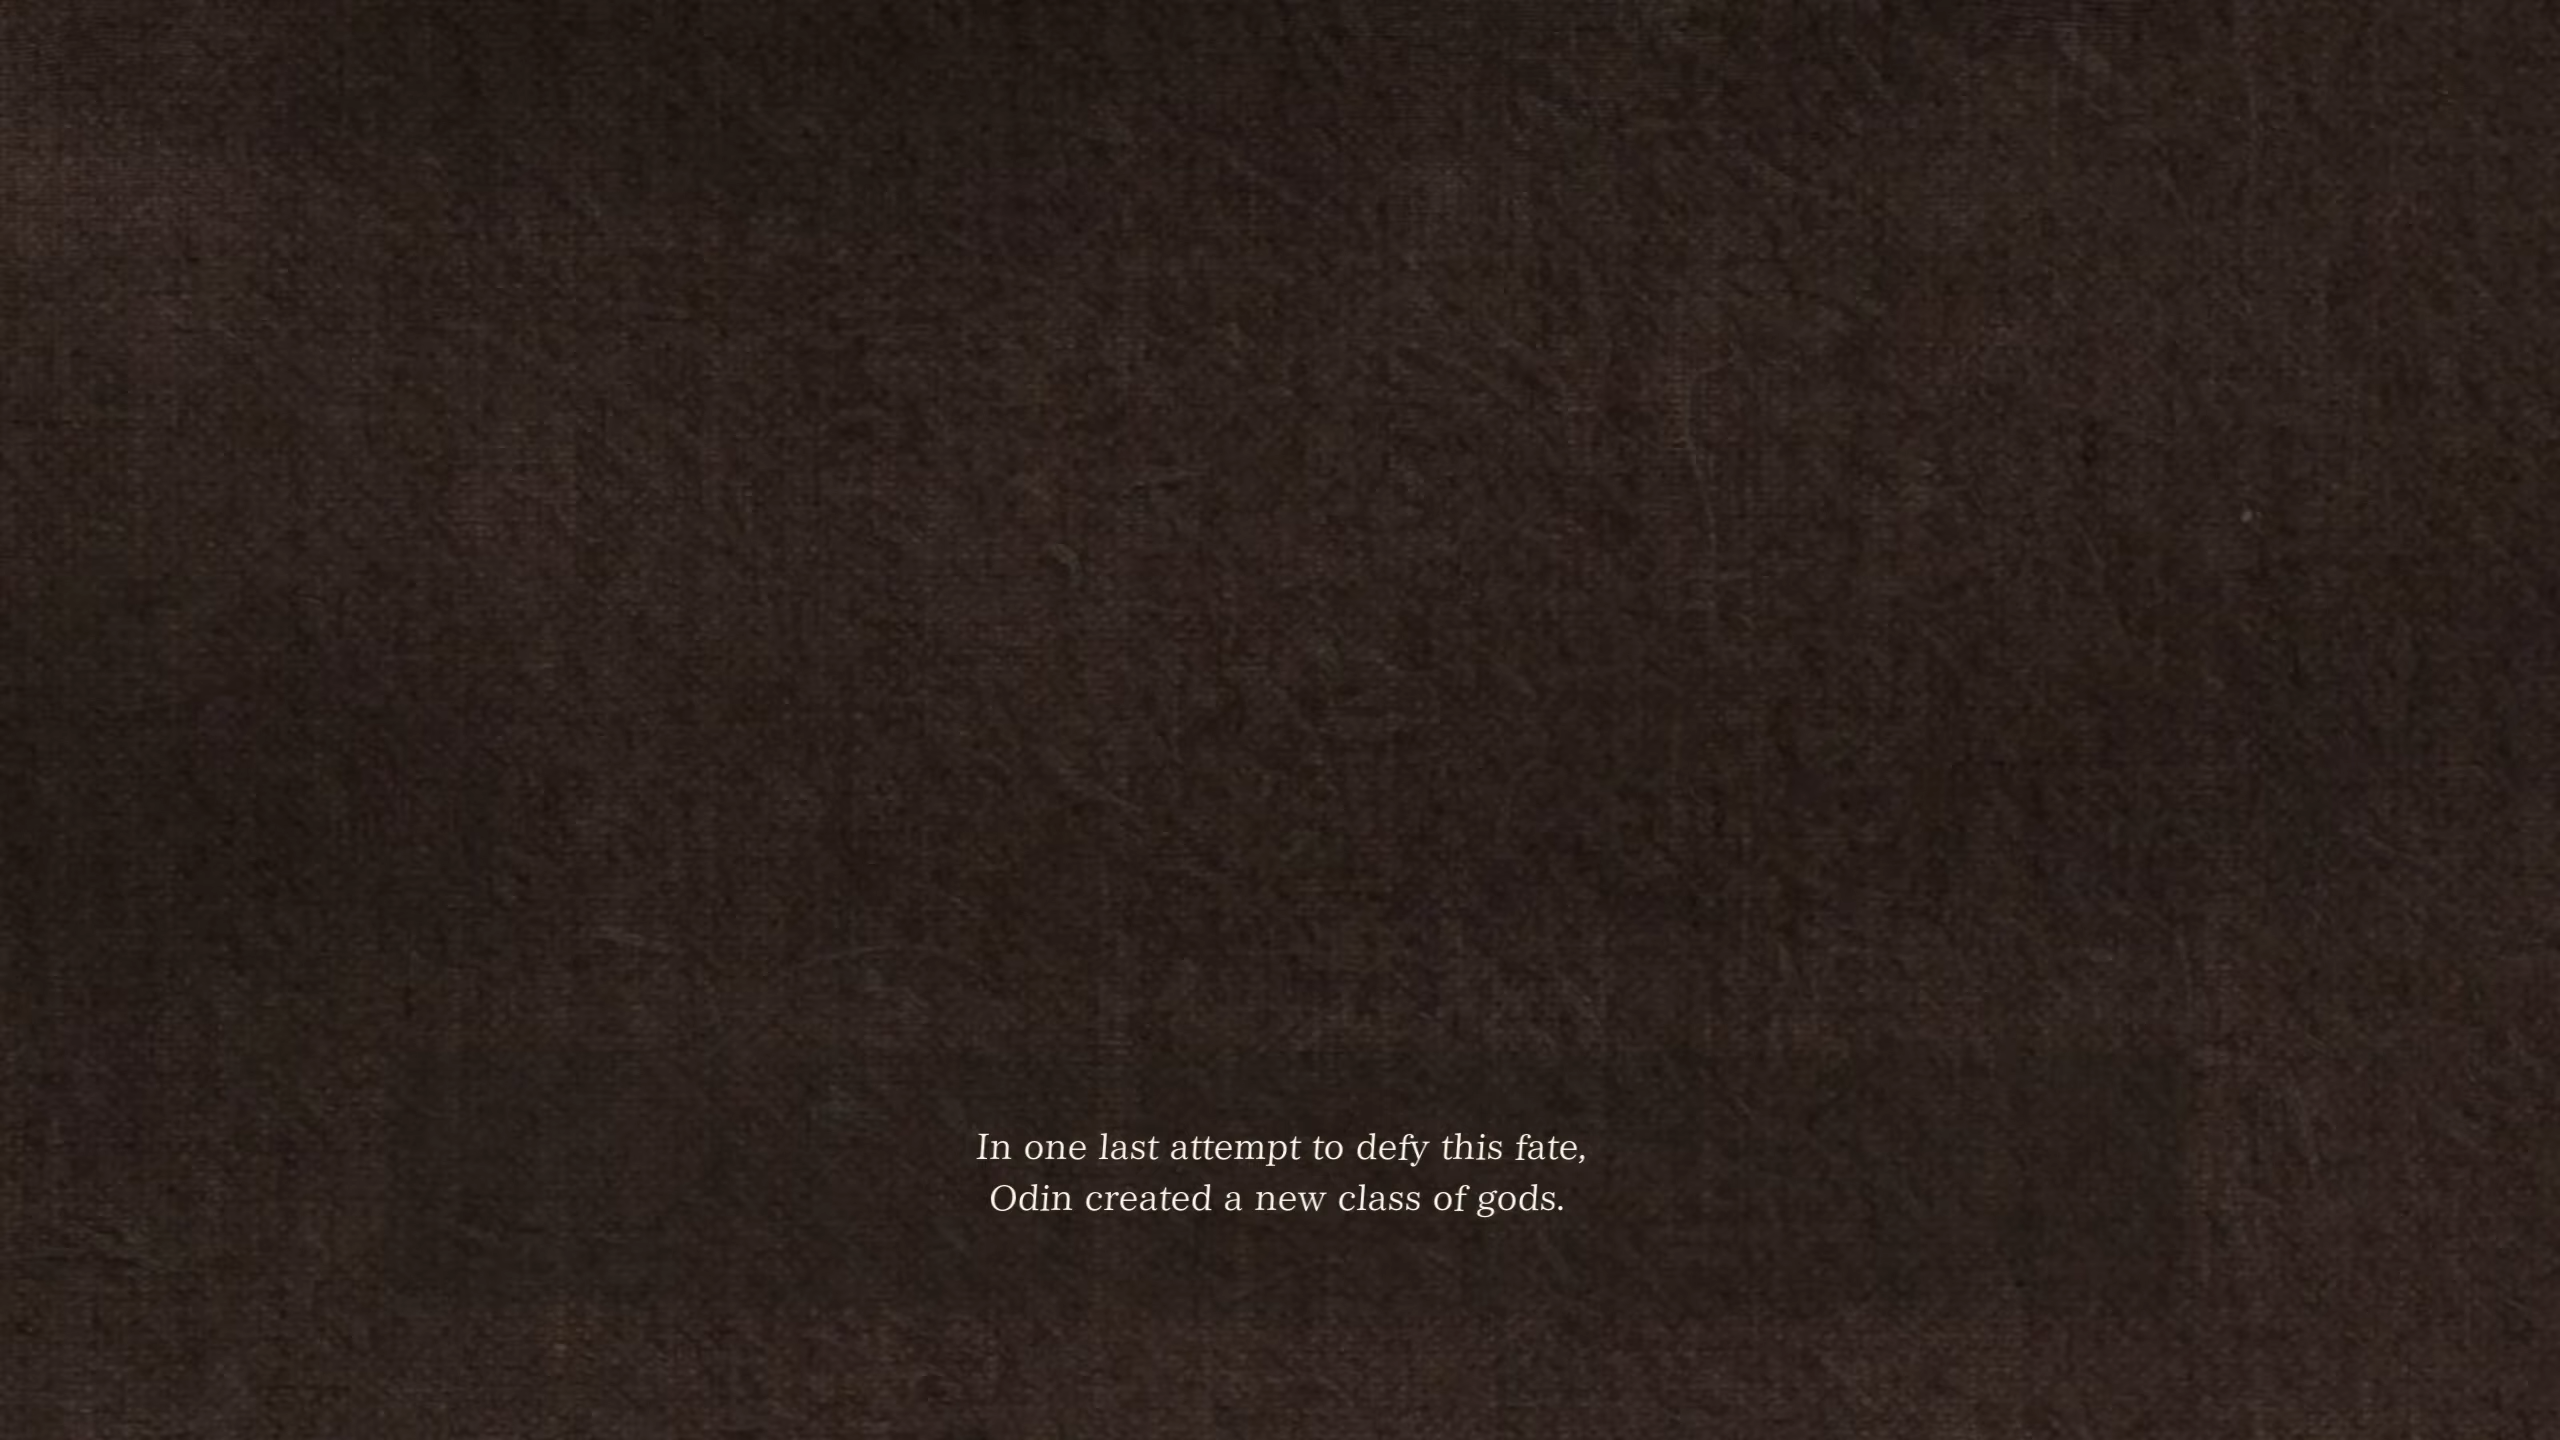 In one last attempt to defy this fate,
Odin created a new class of gods.